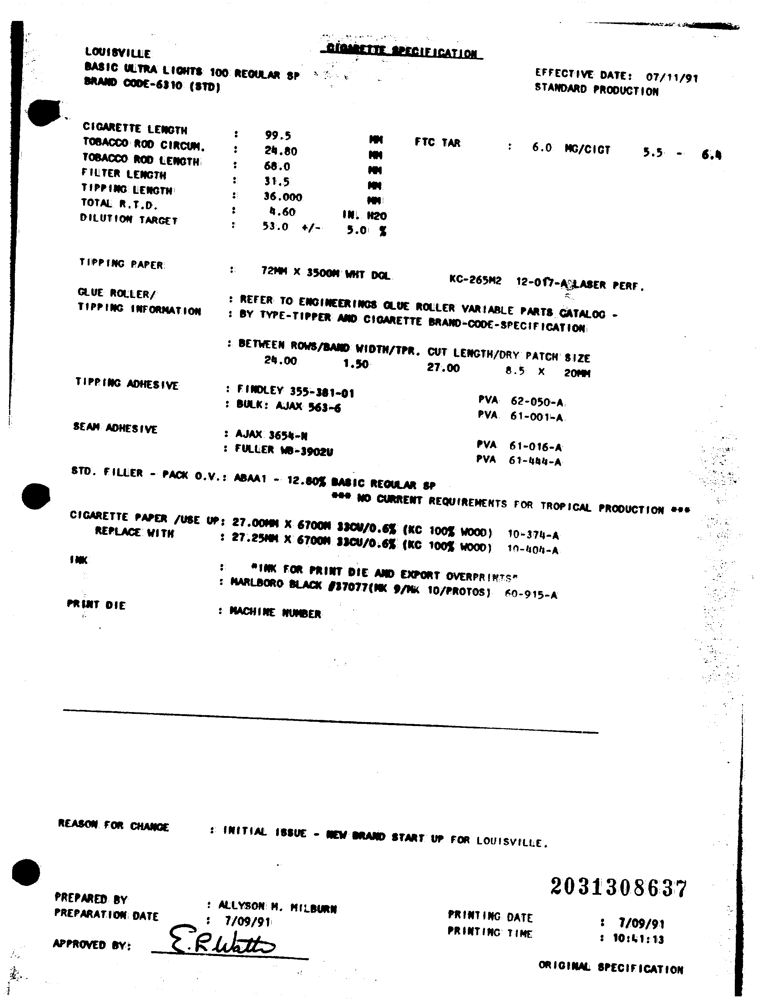 CIGARETTE SPECIFICATION
LOUISVILLE
BASIC ULTRA LIGHTS 100 REGULAR SP
BRAND CODE-6310 (STD)
EFFECTIVE DATE: 07/11/91
STANDARD PRODUCTION
CIGARETTE LENGTH : 99.5 MM FTC TAR : 6.0 MG/CIGT 5.5 - 6.4
TOBACCO ROD CIRCUM. : 24.80 MM
TOBACCO ROD LENGTH : 68.0 MM
FILTER LENGTH : 31.5 MM
TIPPING LENGTH : 36.000 MM
TOTAL R.T.D. : 4.60 IN. H2O
DILUTION TARGET : 53.0 +/- 5.0 %
TIPPING PAPER : 72MM X 3500M WHT DGL KC-265M2 12-017-A LASER PERF.
GLUE ROLLER/ : REFER TO ENGINEERINGS GLUE ROLLER VARIABLE PARTS CATALOG -
TIPPING INFORMATION : BY TYPE-TIPPER AND CIGARETTE BRAND-CODE-SPECIFICATION
: BETWEEN ROWS/BAND WIDTH/TPR. CUT LENGTH/DRY PATCH SIZE
24.00 1.50 27.00 8.5 X 20MM
TIPPING ADHESIVE : FINDLEY 355-381-01 PVA 62-050-A
: BULK: AJAX 563-6 PVA 61-001-A
SEAM ADHESIVE : AJAX 3654-N PVA 61-016-A
: FULLER WB-3902U PVA 61-444-A
STD. FILLER - PACK O.V.: ABAA1 - 12.80% BASIC REGULAR SP
*** NO CURRENT REQUIREMENTS FOR TROPICAL PRODUCTION ***
CIGARETTE PAPER /USE UP: 27.00MM X 6700M 33CU/0.6% (KC 100% WOOD) 10-374-A
REPLACE WITH : 27.25MM X 6700M 33CU/0.6% (KC 100% WOOD) 10-404-A
INK : "INK FOR PRINT DIE AND EXPORT OVERPRINTS"
: MARLBORO BLACK #37077(MK 9/MK 10/PROTOS) 60-915-A
PRINT DIE : MACHINE NUMBER
REASON FOR CHANGE : INITIAL ISSUE - NEW BRAND START UP FOR LOUISVILLE.
2031308637
PREPARED BY : ALLYSON M. MILBURN
PREPARATION DATE : 7/09/91
PRINTING DATE : 7/09/91
PRINTING TIME : 10:41:13
APPROVED BY: E.R. Watts
ORIGINAL SPECIFICATION